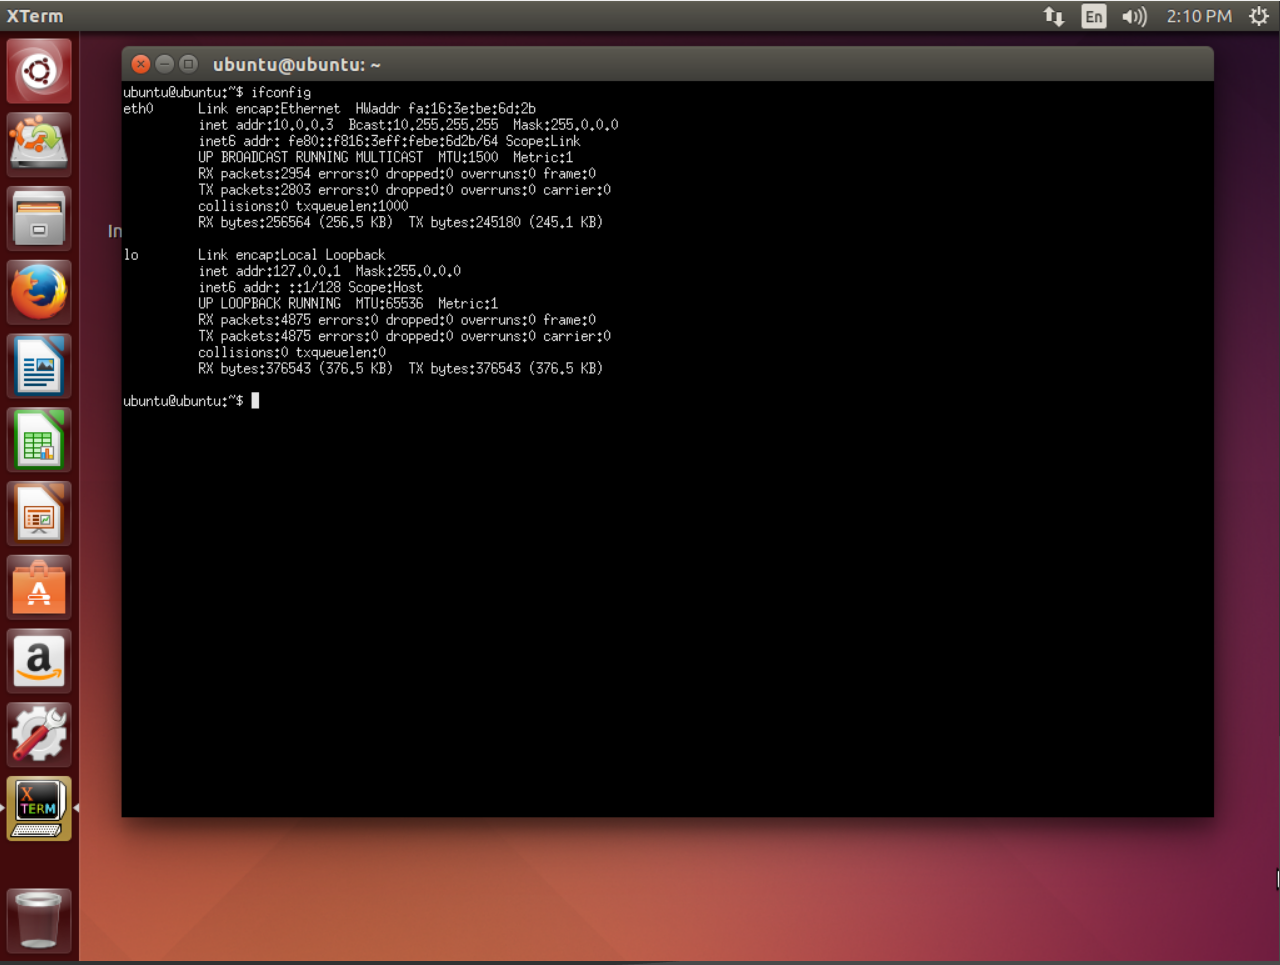 XTerm
En
2:10 PM
ubuntu@ubuntu: ~
ubuntu@ubuntu:~$ ifconfig
eth0 Link encap:Ethernet HWaddr fa:16:3e:be:6d:2b
inet addr:10.0.0.3 Bcast:10.255.255.255 Mask:255.0.0.0
inet6 addr: fe80::f816:3eff:febe:6d2b/64 Scope:Link
UP BROADCAST RUNNING MULTICAST MTU:1500 Metric:1
RX packets:2954 errors:0 dropped:0 overruns:0 frame:0
TX packets:2803 errors:0 dropped:0 overruns:0 carrier:0
collisions:0 txqueuelen:1000
RX bytes:256564 (256.5 KB) TX bytes:245180 (245.1 KB)
In
lo Link encap:Local Loopback
inet addr:127.0.0.1 Mask:255.0.0.0
inet6 addr: ::1/128 Scope:Host
UP LOOPBACK RUNNING MTU:65536 Metric:1
RX packets:4875 errors:0 dropped:0 overruns:0 frame:0
TX packets:4875 errors:0 dropped:0 overruns:0 carrier:0
collisions:0 txqueuelen:0
RX bytes:376543 (376.5 KB) TX bytes:376543 (376.5 KB)
ubuntu@ubuntu:~$
a
X
TERM